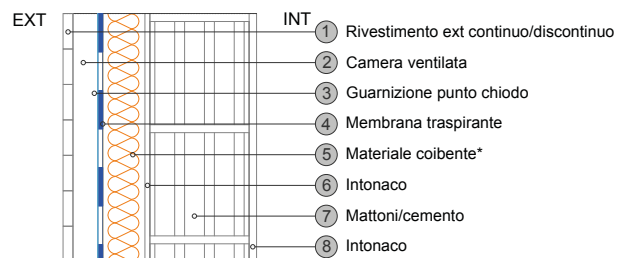 EXT
INT
1 Rivestimento ext continuo/discontinuo
2 Camera ventilata
3 Guarnizione punto chiodo
4 Membrana traspirante
5 Materiale coibente*
6 Intonaco
7 Mattoni/cemento
8 Intonaco